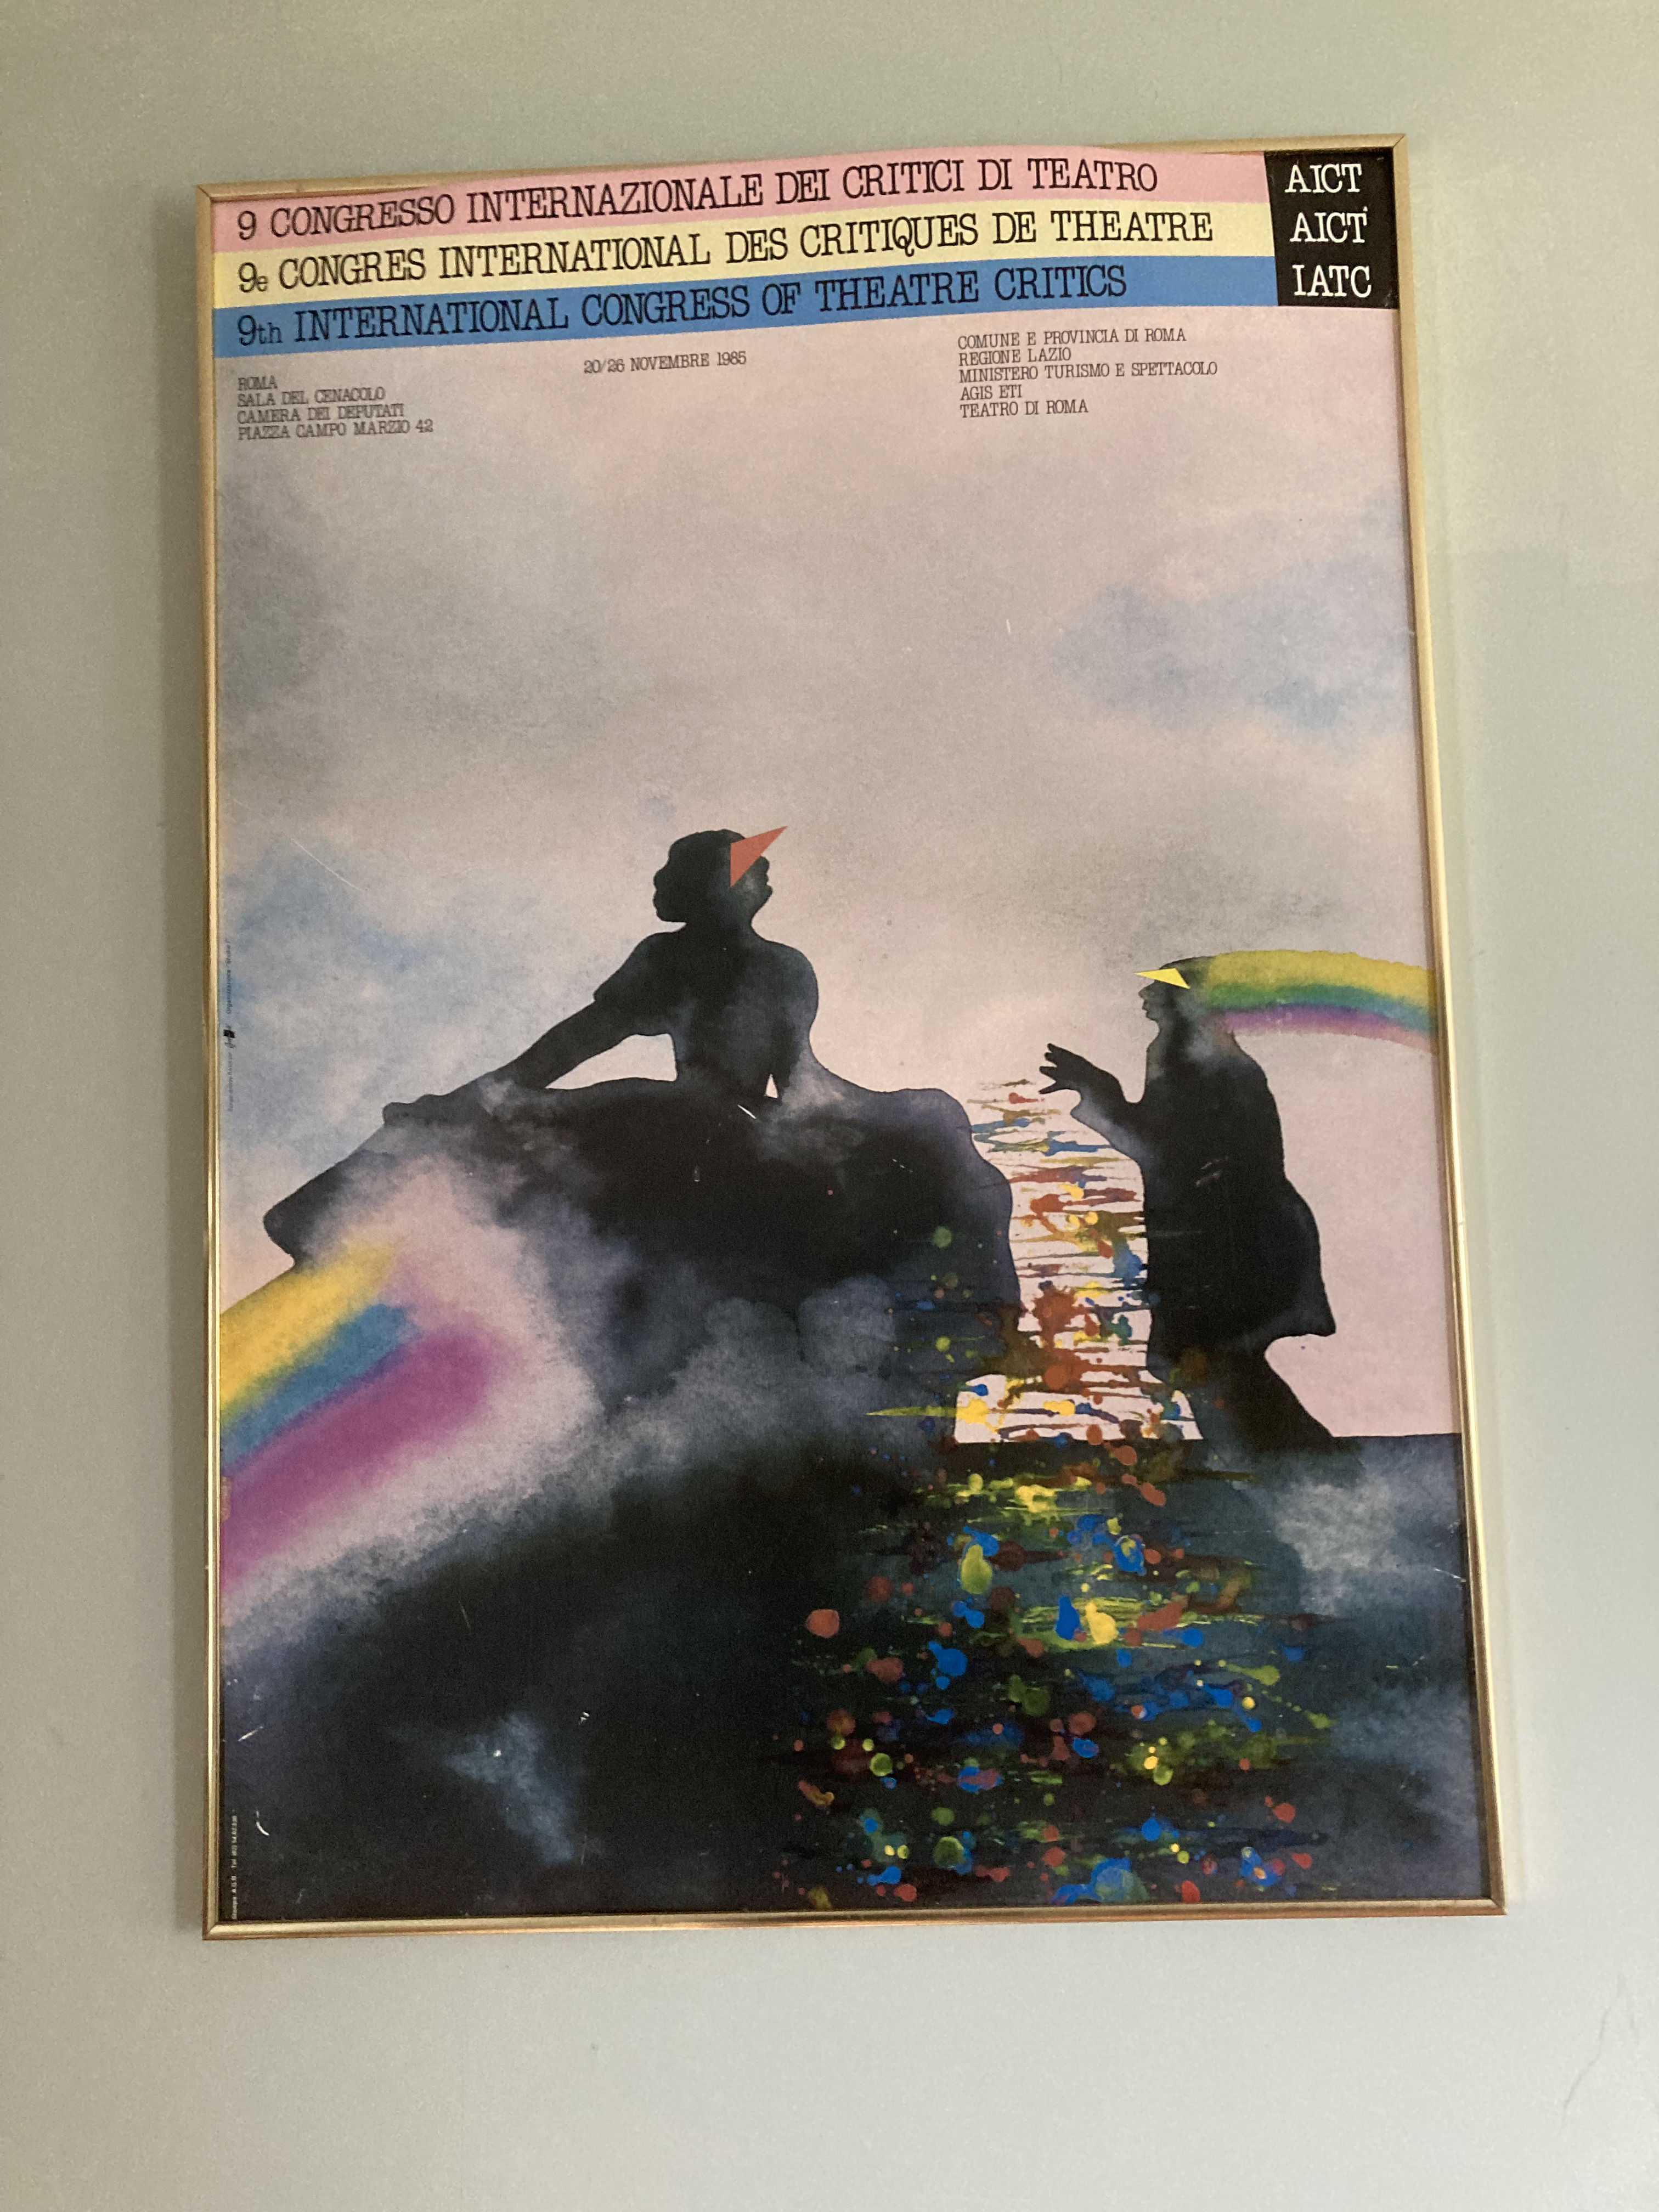 9 CONGRESSO INTERNAZIONALE DEI CRITICI DI TEATRO
9e CONGRES INTERNATIONAL DES CRITIQUES DE THEATRE
9th INTERNATIONAL CONGRESS OF THEATRE CRITICS
AICT
AICT
IATC
ROMA
SALA DEL CENACOLO
CAMERA DEI DEPUTATI
PIAZZA CAMPO MARZIO 42
20/26 NOVEMBRE 1985
COMUNE E PROVINCIA DI ROMA
REGIONE LAZIO
MINISTERO TURISMO E SPETTACOLO
AGIS ETI
TEATRO DI ROMA